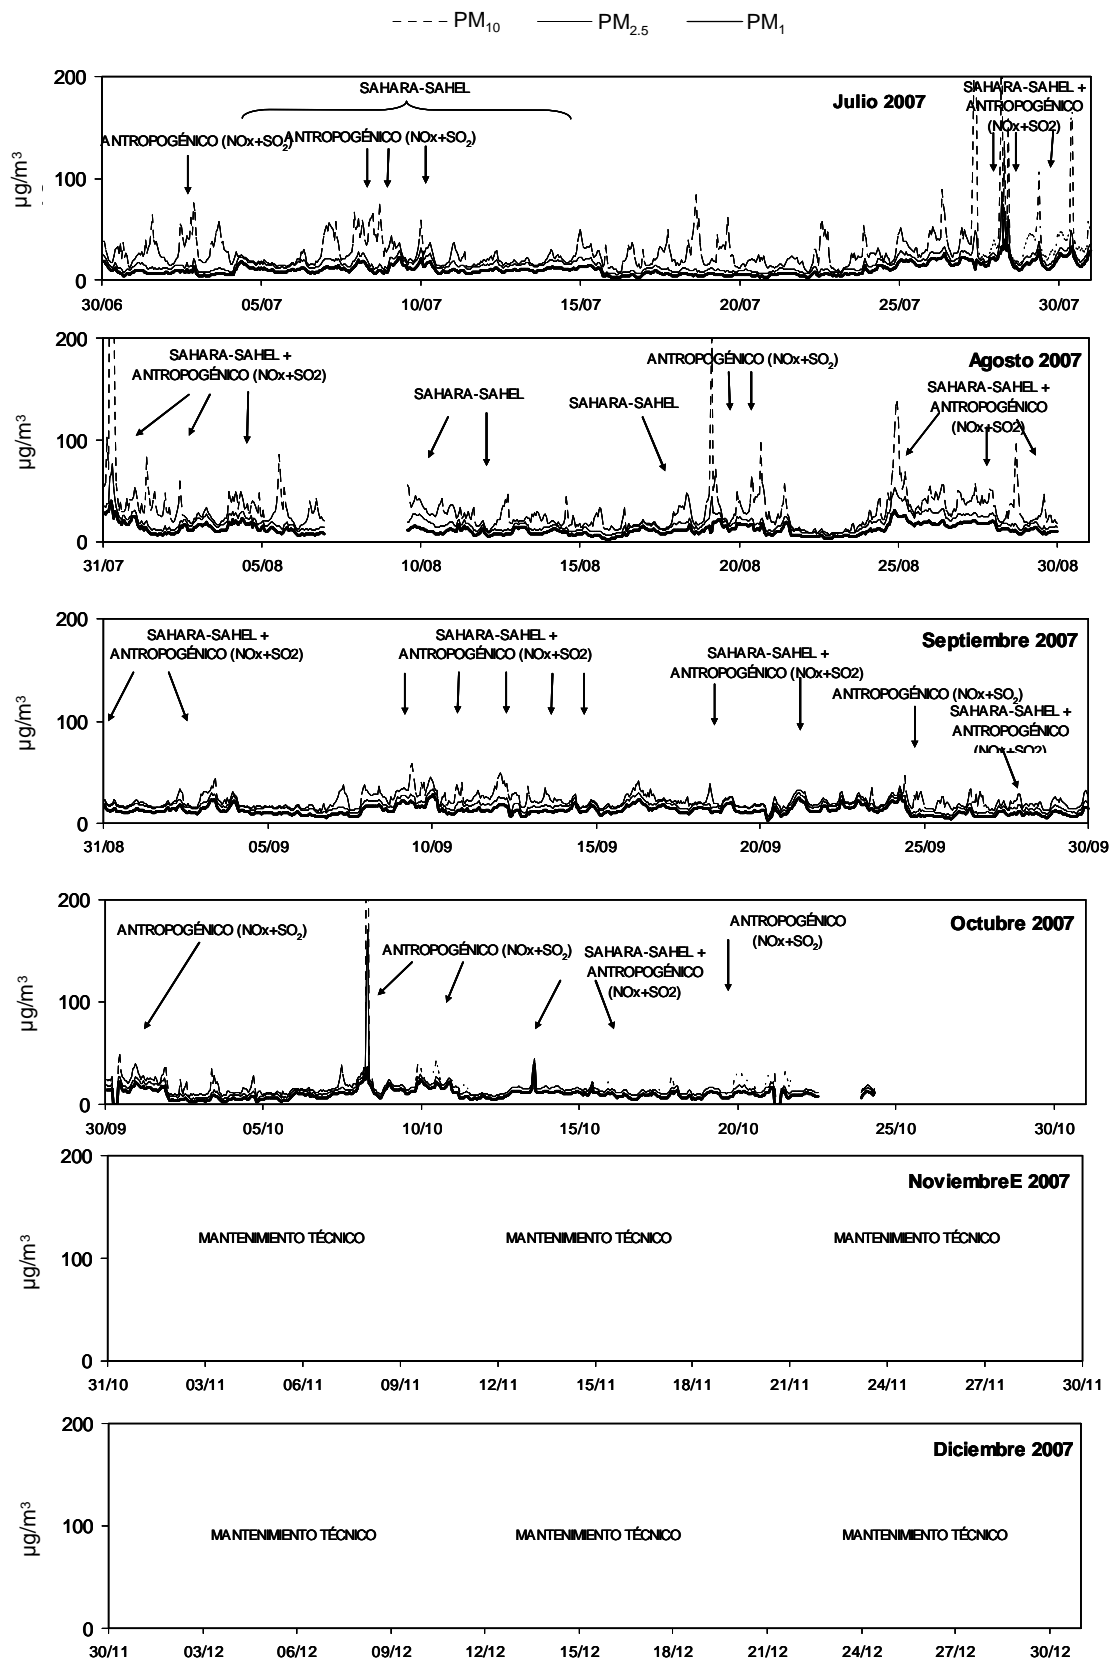 PM10 PM2.5 PM1
200
SAHARA-SAHEL
SAHARA-SAHEL +
Julio 2007
ANTROPOGÉNICO
(NOx+SO2)
ANTROPOGÉNICO (NOx+SO2)
ANTROPOGÉNICO (NOx+SO2)
µg/m³
100
0
30/06 05/07 10/07 15/07 20/07 25/07 30/07
200
SAHARA-SAHEL +
ANTROPOGÉNICO (NOx+SO2)
SAHARA-SAHEL
SAHARA-SAHEL
ANTROPOGÉNICO (NOx+SO2)
Agosto 2007
SAHARA-SAHEL +
ANTROPOGÉNICO
(NOx+SO2)
µg/m³
100
0
31/07 05/08 10/08 15/08 20/08 25/08 30/08
200
SAHARA-SAHEL +
ANTROPOGÉNICO (NOx+SO2)
SAHARA-SAHEL +
ANTROPOGÉNICO (NOx+SO2)
SAHARA-SAHEL +
ANTROPOGÉNICO (NOx+SO2)
Septiembre 2007
ANTROPOGÉNICO (NOx+SO2)
SAHARA-SAHEL +
ANTROPOGÉNICO
(NOx+SO2)
µg/m³
100
0
31/08 05/09 10/09 15/09 20/09 25/09 30/09
200
ANTROPOGÉNICO (NOx+SO2)
ANTROPOGÉNICO (NOx+SO2)
SAHARA-SAHEL +
ANTROPOGÉNICO
(NOx+SO2)
ANTROPOGÉNICO
(NOx+SO2)
Octubre 2007
µg/m³
100
0
30/09 05/10 10/10 15/10 20/10 25/10 30/10
200
NoviembreE 2007
MANTENIMIENTO TÉCNICO MANTENIMIENTO TÉCNICO MANTENIMIENTO TÉCNICO
µg/m³
100
0
31/10 03/11 06/11 09/11 12/11 15/11 18/11 21/11 24/11 27/11 30/11
200
Diciembre 2007
MANTENIMIENTO TÉCNICO MANTENIMIENTO TÉCNICO MANTENIMIENTO TÉCNICO
µg/m³
100
0
30/11 03/12 06/12 09/12 12/12 15/12 18/12 21/12 24/12 27/12 30/12